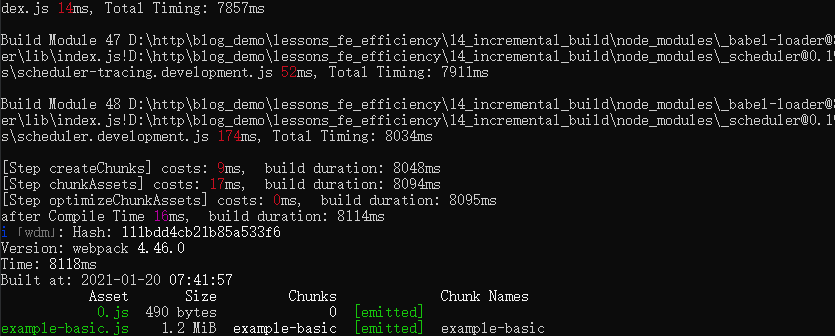 dex.js 14ms, Total Timing: 7857ms
Build Module 47 D:\http\blog_demo\lessons_fe_efficiency\14_incremental_build\node_modules\_babel-loader@8
er\lib\index.js!D:\http\blog_demo\lessons_fe_efficiency\14_incremental_build\node_modules\_scheduler@0.19
s\scheduler-tracing.development.js 52ms, Total Timing: 7911ms
Build Module 48 D:\http\blog_demo\lessons_fe_efficiency\14_incremental_build\node_modules\_babel-loader@8
er\lib\index.js!D:\http\blog_demo\lessons_fe_efficiency\14_incremental_build\node_modules\_scheduler@0.19
s\scheduler.development.js 174ms, Total Timing: 8034ms
[Step createChunks] costs: 9ms,  build duration: 8048ms
[Step chunkAssets] costs: 17ms,  build duration: 8094ms
[Step optimizeChunkAssets] costs: 0ms,  build duration: 8095ms
after Compile Time 16ms,  build duration: 8114ms
i ｢wdm｣: Hash: 111bdd4cb21b85a533f6
Version: webpack 4.46.0
Time: 8118ms
Built at: 2021-01-20 07:41:57
Asset Size Chunks Chunk Names
0.js 490 bytes 0 [emitted]
example-basic.js 1.2 MiB example-basic [emitted] example-basic